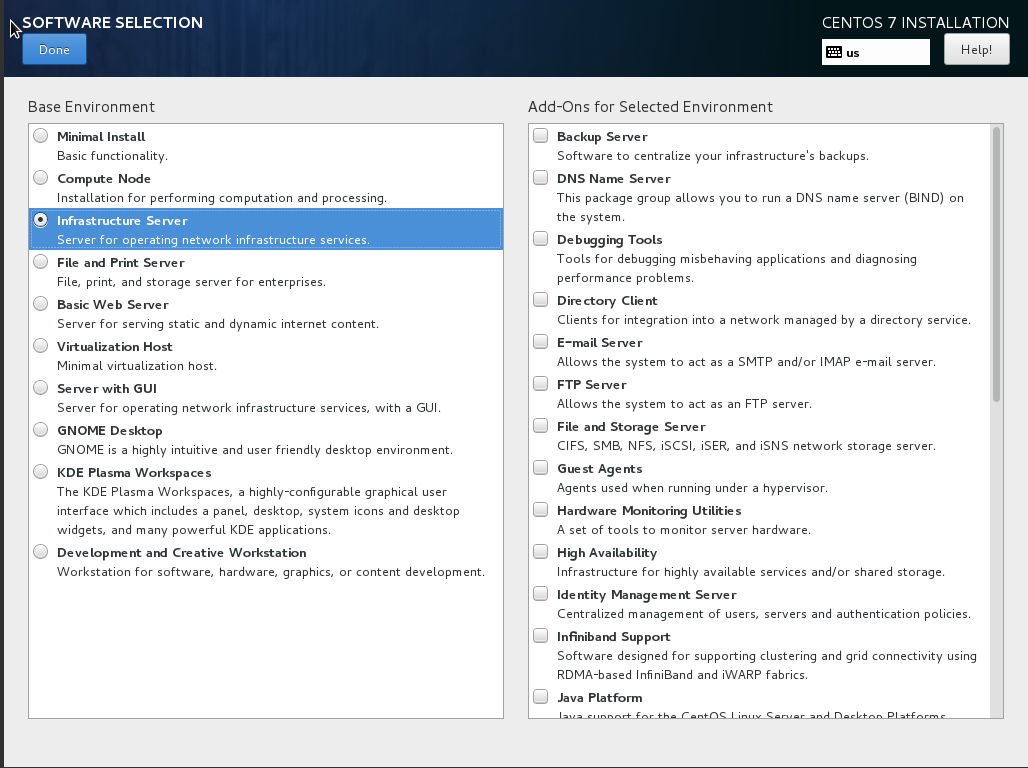 SOFTWARE SELECTION
CENTOS 7 INSTALLATION
Done
us
Help!
Base Environment
Minimal Install
Basic functionality.
Compute Node
Installation for performing computation and processing.
Infrastructure Server
Server for operating network infrastructure services.
File and Print Server
File, print, and storage server for enterprises.
Basic Web Server
Server for serving static and dynamic internet content.
Virtualization Host
Minimal virtualization host.
Server with GUI
Server for operating network infrastructure services, with a GUI.
GNOME Desktop
GNOME is a highly intuitive and user friendly desktop environment.
KDE Plasma Workspaces
The KDE Plasma Workspaces, a highly-configurable graphical user
interface which includes a panel, desktop, system icons and desktop
widgets, and many powerful KDE applications.
Development and Creative Workstation
Workstation for software, hardware, graphics, or content development.
Add-Ons for Selected Environment
Backup Server
Software to centralize your infrastructure's backups.
DNS Name Server
This package group allows you to run a DNS name server (BIND) on
the system.
Debugging Tools
Tools for debugging misbehaving applications and diagnosing
performance problems.
Directory Client
Clients for integration into a network managed by a directory service.
E-mail Server
Allows the system to act as a SMTP and/or IMAP e-mail server.
FTP Server
Allows the system to act as an FTP server.
File and Storage Server
CIFS, SMB, NFS, iSCSI, iSER, and iSNS network storage server.
Guest Agents
Agents used when running under a hypervisor.
Hardware Monitoring Utilities
A set of tools to monitor server hardware.
High Availability
Infrastructure for highly available services and/or shared storage.
Identity Management Server
Centralized management of users, servers and authentication policies.
Infiniband Support
Software designed for supporting clustering and grid connectivity using
RDMA-based InfiniBand and iWARP fabrics.
Java Platform
Java support for the CentOS Linux Server and Desktop Platforms.